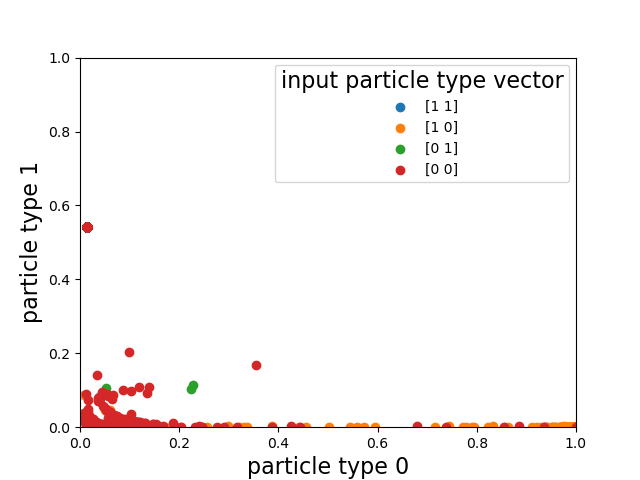 input particle type vector
[1 1]
[1 0]
[0 1]
[0 0]
1.0
0.8
0.6
0.4
0.2
0.0
particle type 1
0.0 0.2 0.4 0.6 0.8 1.0
particle type 0